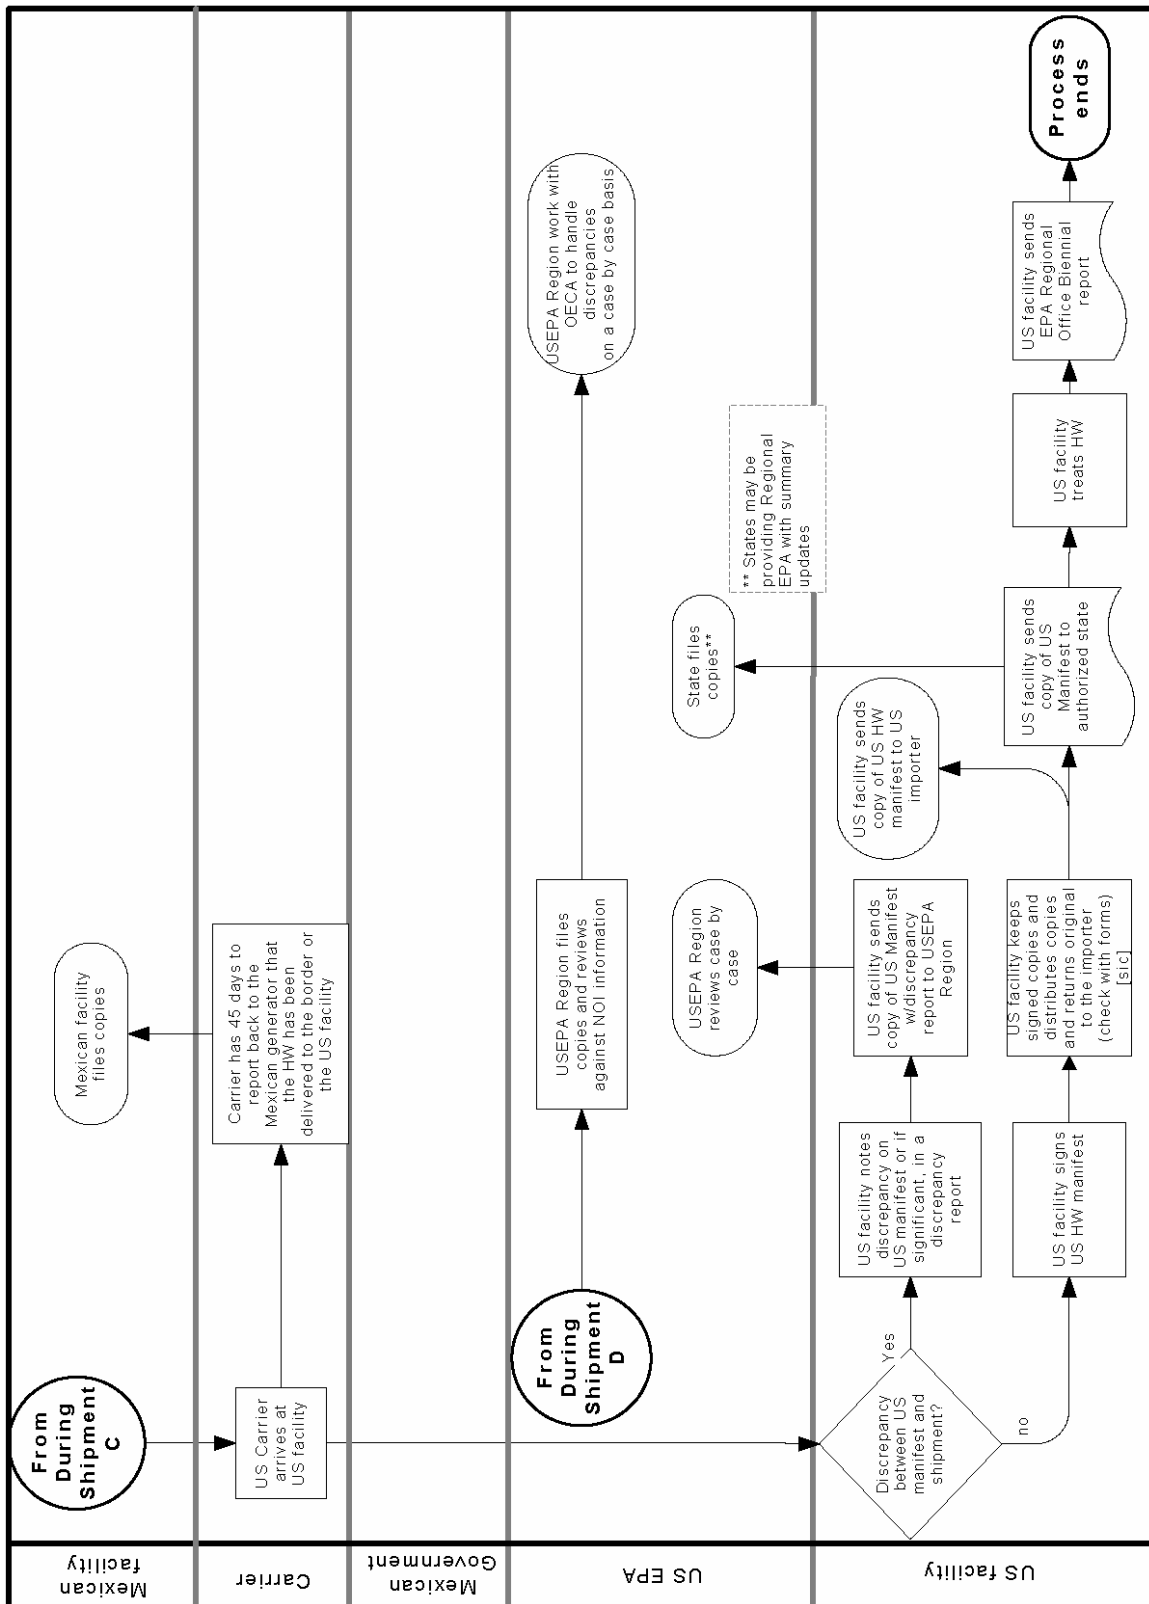 Mexican
facility
Carrier
Mexican
Government
US EPA
US facility
From
During
Shipment
C
Mexican facility
files copies
US Carrier
arrives at
US facility
Carrier has 45 days to
report back to the
Mexican generator that
the HW has been
delivered to the border or
the US facility
From
During
Shipment
D
USEPA Region files
copies and reviews
against NOI information
USEPA Region work with
OECA to handle
discrepancies
on a case by case basis
USEPA Region
reviews case by
case
State files
copies**
** States may be
providing Regional
EPA with summary
updates
Discrepancy
between US
manifest and
shipment?
Yes
no
US facility notes
discrepancy on
US manifest or if
significant, in a
discrepancy
report
US facility sends
copy of US Manifest
w/discrepancy
report to USEPA
Region
US facility sends
copy of US HW
manifest to US
importer
US facility signs
US HW manifest
US facility keeps
signed copies and
distributes copies
and returns original
to the importer
(check with forms)
[sic]
US facility sends
copy of US
Manifest to
authorized state
US facility
treats HW
US facility sends
EPA Regional
Office Biennial
report
Process
ends